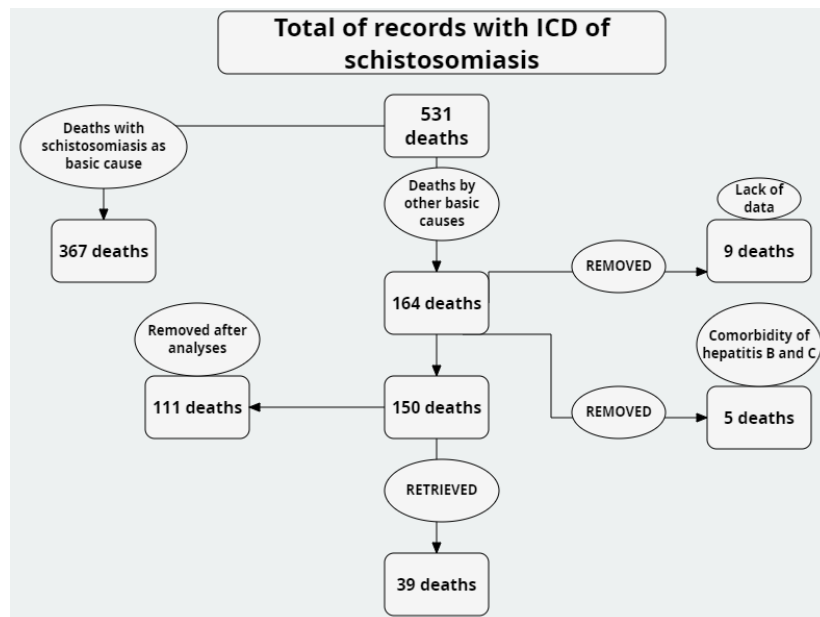 Total of records with ICD of
schistosomiasis
531
deaths
Deaths with
schistosomiasis as
basic cause
367 deaths
Deaths by
other basic
causes
164 deaths
REMOVED
Lack of
data
9 deaths
Removed after
analyses
111 deaths
150 deaths
REMOVED
Comorbidity of
hepatitis B and C
5 deaths
RETRIEVED
39 deaths